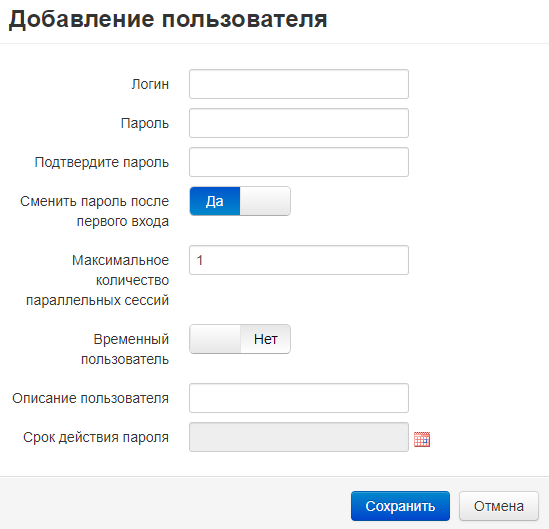 Добавление пользователя
Логин
Пароль
Подтвердите пароль
Сменить пароль после
первого входа
Да
Максимальное
количество
параллельных сессий
1
Временный
пользователь
Нет
Описание пользователя
Срок действия пароля
Сохранить
Отмена